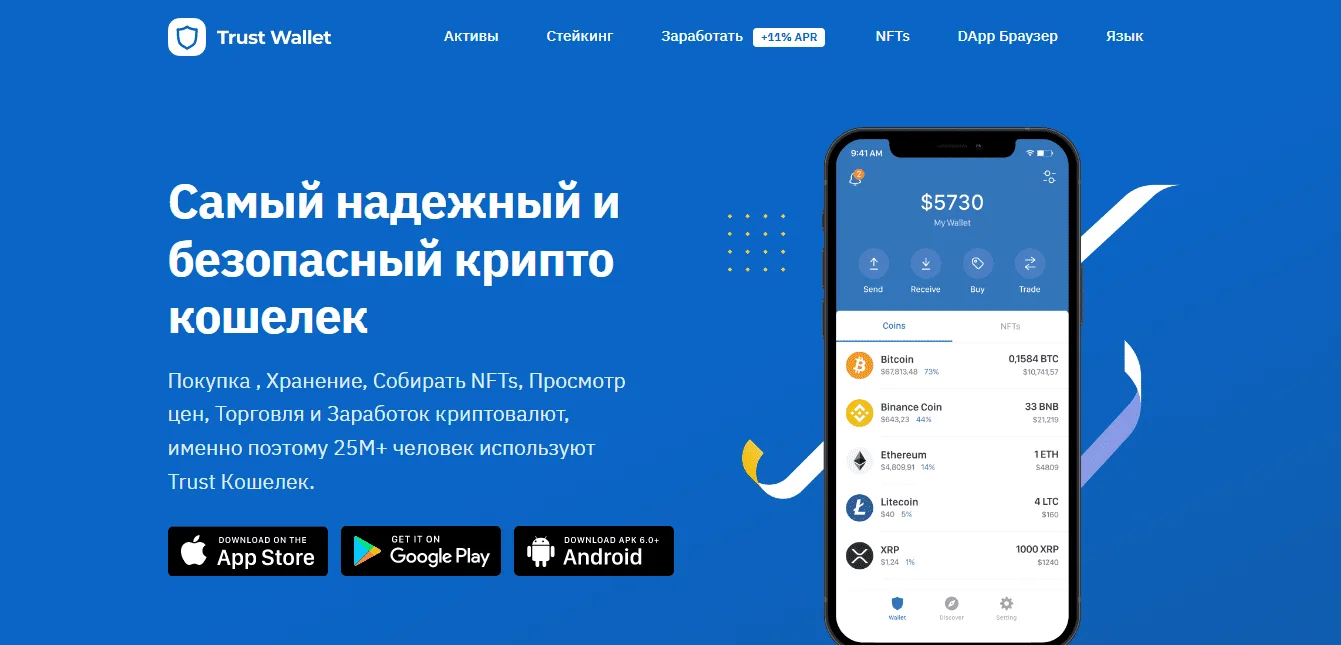 Trust Wallet
Активы
Стейкинг
Заработать
+11% APR
NFTs
DApp Браузер
Язык
Самый надежный и
безопасный крипто
кошелек
Покупка , Хранение, Собирать NFTs, Просмотр
цен, Торговля и Заработок криптовалют,
именно поэтому 25M+ человек используют
Trust Кошелек.
DOWNLOAD ON THE
App Store
GET IT ON
Google Play
DOWNLOAD APK 6.0+
Android
9:41 AM
2
$5730
My Wallet
Send
Receive
Buy
Trade
Coins
NFTs
Bitcoin
0,1584 BTC
$67,813,48 73%
$10,741,57
Binance Coin
33 BNB
$643,23 44%
$21,219
Ethereum
1 ETH
$4,809,91 14%
$4809
Litecoin
4 LTC
$40 5%
$160
XRP
1000 XRP
$1,24 1%
$1240
Wallet
Discover
Setting